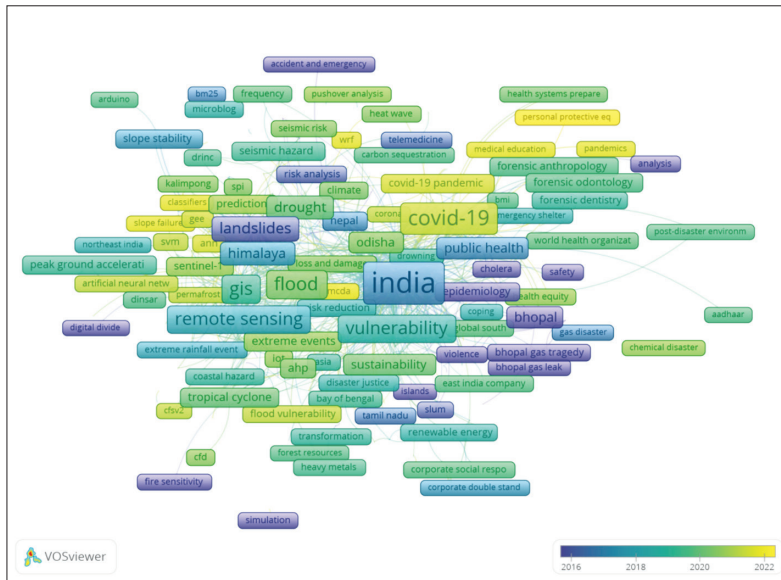 accident and emergency
bm25
frequency
pushover analysis
health systems prepare
arduino
microblog
heat wave
personal protective eq
seismic risk
slope stability
wrf
telemedicine
medical education
pandemics
drinc
seismic hazard
carbon sequestration
forensic anthropology
analysis
risk analysis
kalimpong
spi
climate
covid-19 pandemic
forensic odontology
classifiers
prediction
drought
bmi
forensic dentistry
slope failure
gee
nepal
corona
covid-19
emergency shelter
landslides
northeast india
svm
ann
odisha
public health
world health organizat
post-disaster environm
himalaya
drowning
peak ground accelerati
sentinel-1
loss and damage
cholera
safety
artificial neural netw
gis
flood
india
epidemiology
health equity
dinsar
permafrost
mcda
risk reduction
coping
bhopal
aadhaar
digital divide
remote sensing
vulnerability
global south
gas disaster
extreme rainfall event
extreme events
violence
bhopal gas tragedy
chemical disaster
iot
asia
ahp
sustainability
bhopal gas leak
coastal hazard
disaster justice
islands
east india company
tropical cyclone
bay of bengal
cfsv2
flood vulnerability
tamil nadu
slum
transformation
renewable energy
cfd
forest resources
heavy metals
corporate social respo
fire sensitivity
corporate double stand
simulation
VOSviewer
2016 2018 2020 2022